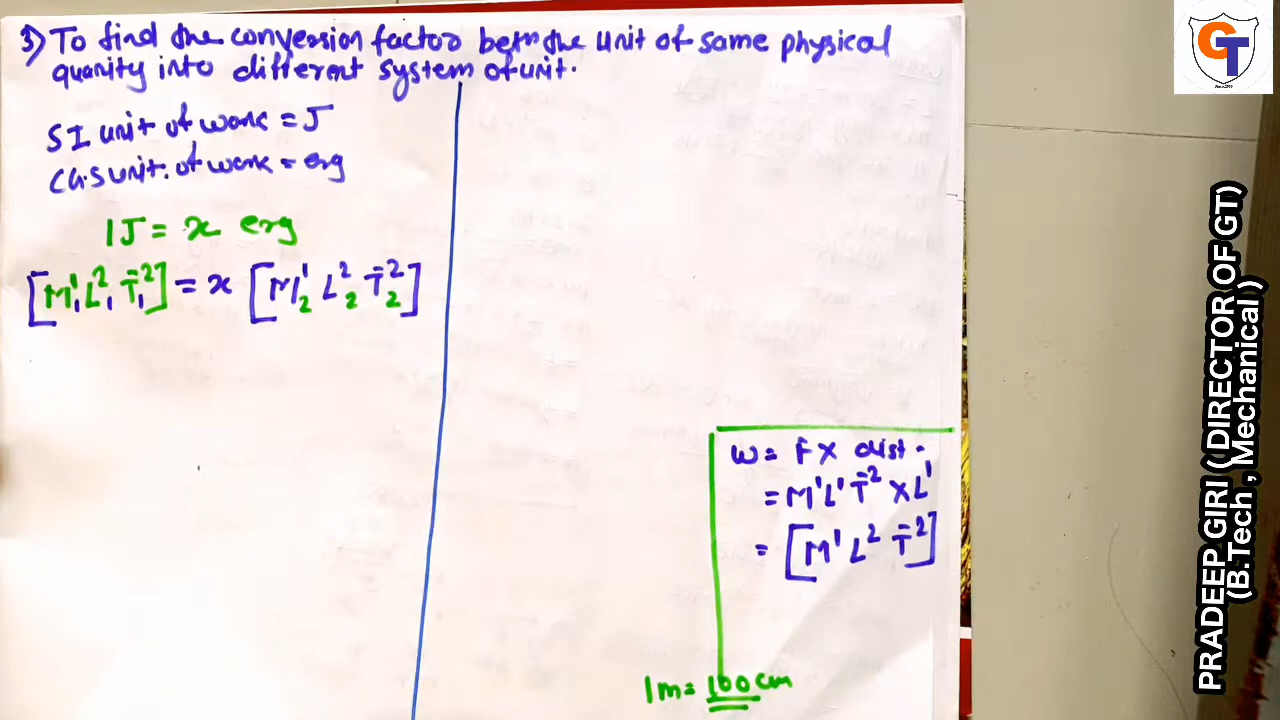 3) To find the conversion factor betn the unit of same physical
quanity into different system of unit.
SI unit of work = J
CGS unit. of work = erg
1J = x erg
[M₁¹L₁² T₁⁻²] = x [M₂¹ L₂² T₂⁻²]
W = F X dist.
= M¹L¹T⁻² X L¹
= [M¹ L² T⁻²]
1m = 100 cm
GT
PRADEEP GIRI ( DIRECTOR OF GT)
(B.Tech , Mechanical )